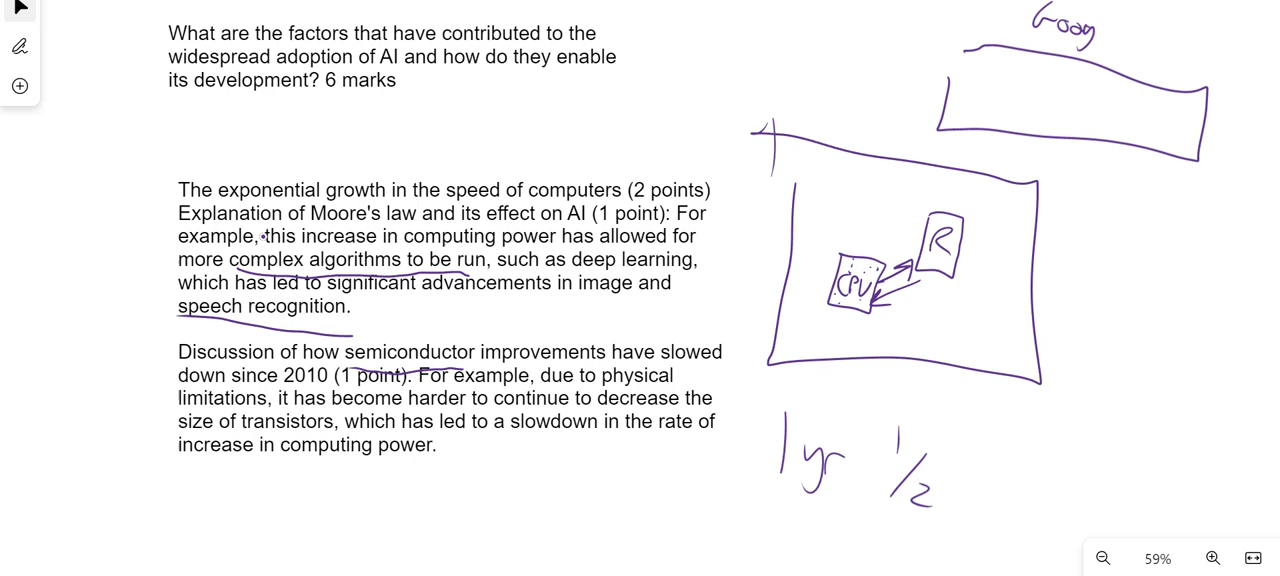 What are the factors that have contributed to the
widespread adoption of AI and how do they enable
its development? 6 marks
The exponential growth in the speed of computers (2 points)
Explanation of Moore's law and its effect on AI (1 point): For
example, this increase in computing power has allowed for
more complex algorithms to be run, such as deep learning,
which has led to significant advancements in image and
speech recognition.
Discussion of how semiconductor improvements have slowed
down since 2010 (1 point). For example, due to physical
limitations, it has become harder to continue to decrease the
size of transistors, which has led to a slowdown in the rate of
increase in computing power.
Goog
R
CPU
1 yr 1/2
59%